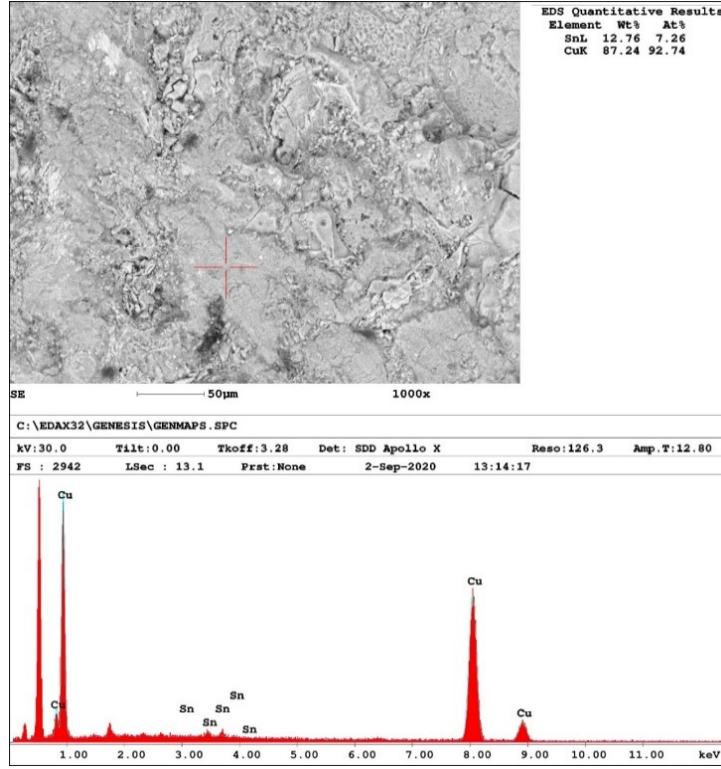 EDS Quantitative Results
Element Wt% At%
SnL 12.76 7.26
CuK 87.24 92.74
SE 50µm 1000x
C:\EDAX32\GENESIS\GENMAPS.SPC
kV:30.0 Tilt:0.00 Tkoff:3.28 Det: SDD Apollo X Reso:126.3 Amp.T:12.80
FS : 2942 LSec : 13.1 Prst:None 2-Sep-2020 13:14:17
Cu
Cu
Cu
Sn
Sn Sn
Sn
Sn
Cu
Cu
1.00 2.00 3.00 4.00 5.00 6.00 7.00 8.00 9.00 10.00 11.00 keV